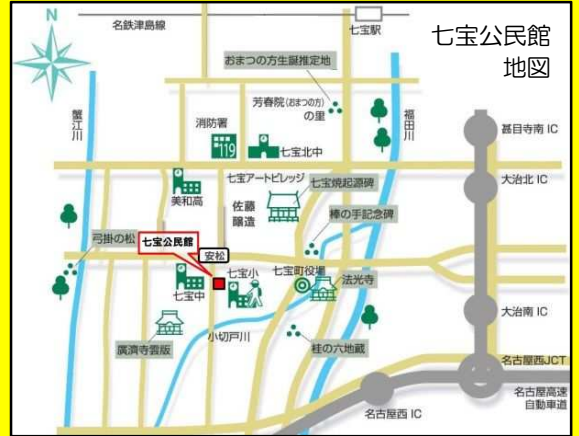 七宝公民館
地図
N
名鉄津島線
七宝駅
おまつの方生誕推定地
芳春院(おまつの方)
の里
消防署
119
七宝北中
蟹江川
福田川
甚目寺南 IC
大治北 IC
美和高
七宝アートビレッジ
七宝焼起源碑
佐藤
醸造
棒の手記念碑
弓掛の松
七宝公民館
安松
七宝中
七宝小
七宝町役場
法光寺
廣濟寺雲版
小切戸川
桂の六地蔵
大治南 IC
名古屋西JCT
名古屋高速
自動車道
名古屋西 IC